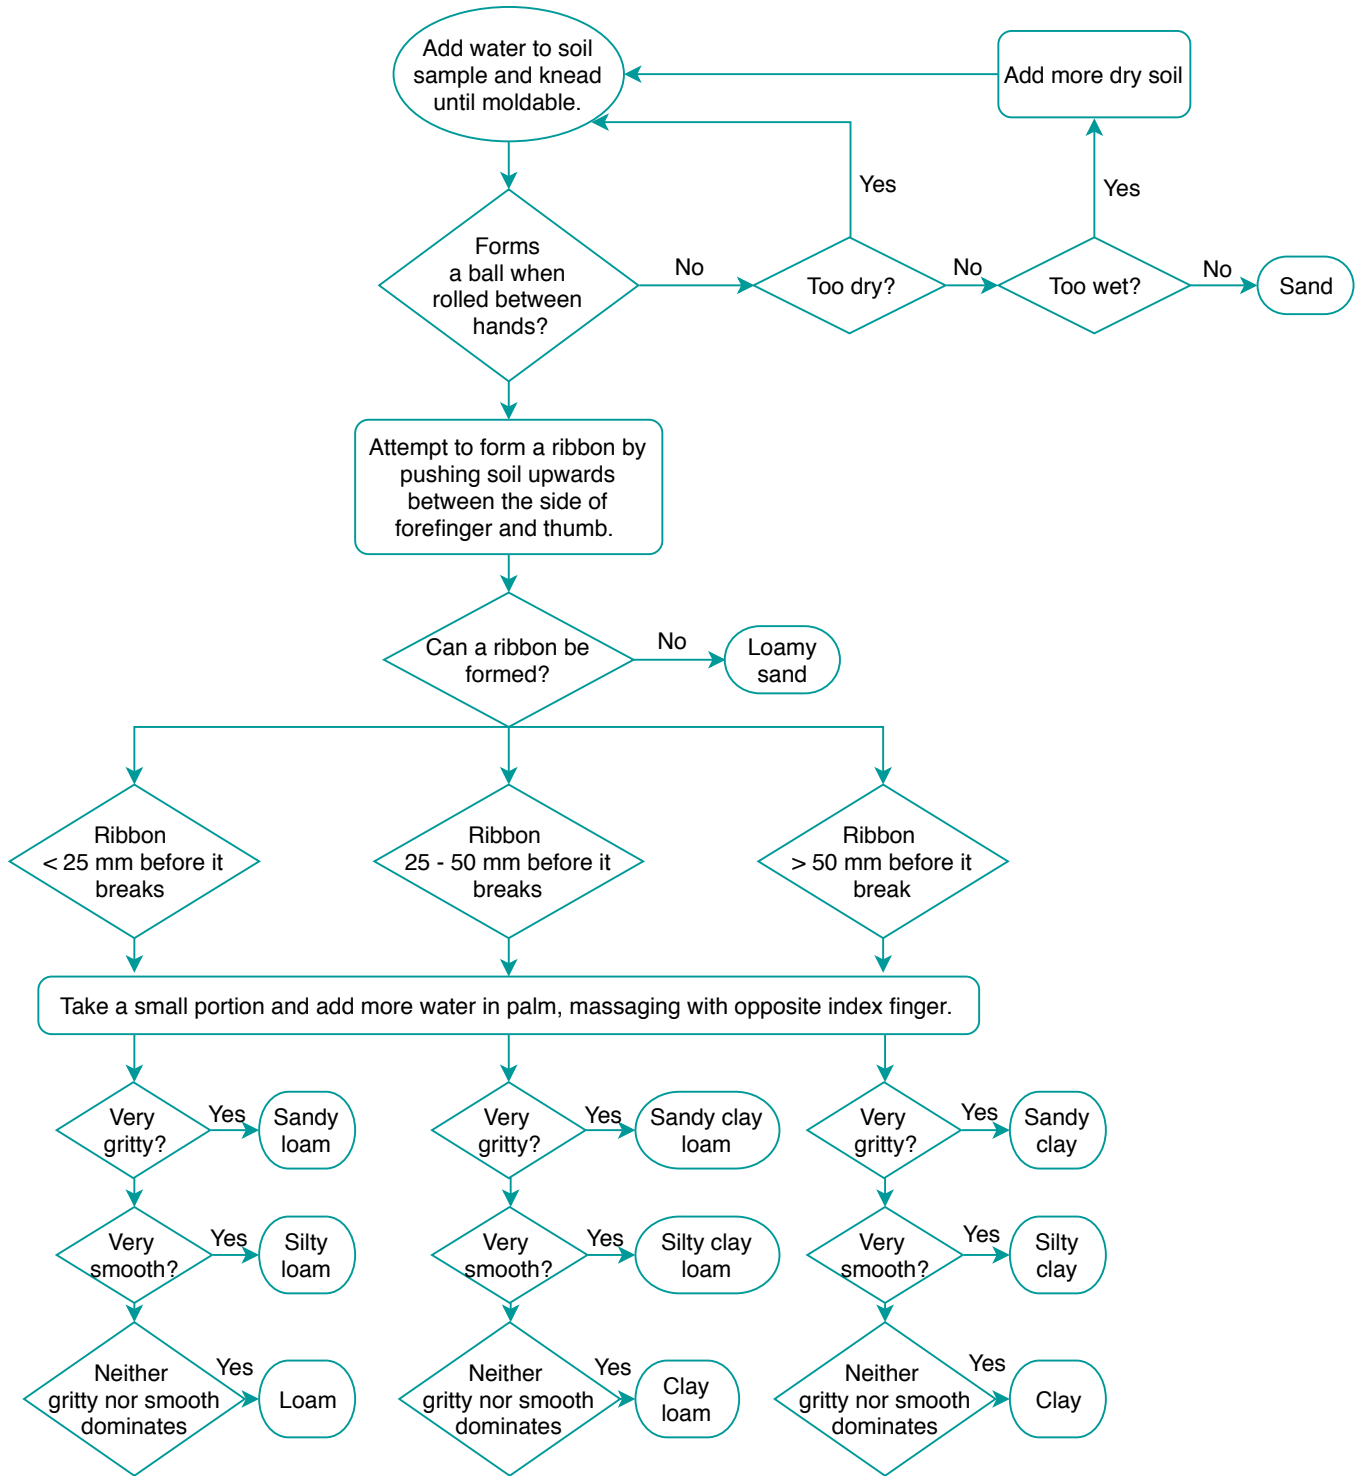 Add water to soil
sample and knead
until moldable.
Add more dry soil
Yes
Yes
Forms
a ball when
rolled between
hands?
No
Too dry?
No
Too wet?
No
Sand
Attempt to form a ribbon by
pushing soil upwards
between the side of
forefinger and thumb.
Can a ribbon be
formed?
No
Loamy
sand
Ribbon
< 25 mm before it
breaks
Ribbon
25 - 50 mm before it
breaks
Ribbon
> 50 mm before it
break
Take a small portion and add more water in palm, massaging with opposite index finger.
Very
gritty?
Yes
Sandy
loam
Very
gritty?
Yes
Sandy clay
loam
Very
gritty?
Yes
Sandy
clay
Very
smooth?
Yes
Silty
loam
Very
smooth?
Yes
Silty clay
loam
Very
smooth?
Yes
Silty
clay
Neither
gritty nor smooth
dominates
Yes
Loam
Neither
gritty nor smooth
dominates
Yes
Clay
loam
Neither
gritty nor smooth
dominates
Yes
Clay